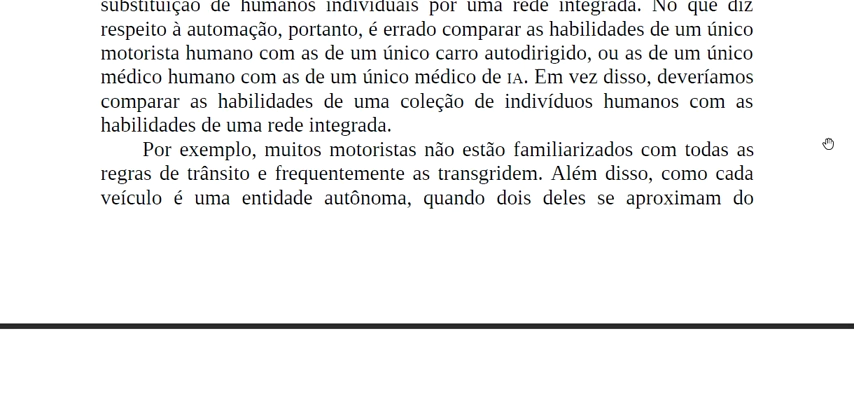 substituição de humanos individuais por uma rede integrada. No que diz
respeito à automação, portanto, é errado comparar as habilidades de um único
motorista humano com as de um único carro autodirigido, ou as de um único
médico humano com as de um único médico de IA. Em vez disso, deveríamos
comparar as habilidades de uma coleção de indivíduos humanos com as
habilidades de uma rede integrada.
Por exemplo, muitos motoristas não estão familiarizados com todas as
regras de trânsito e frequentemente as transgridem. Além disso, como cada
veículo é uma entidade autônoma, quando dois deles se aproximam do